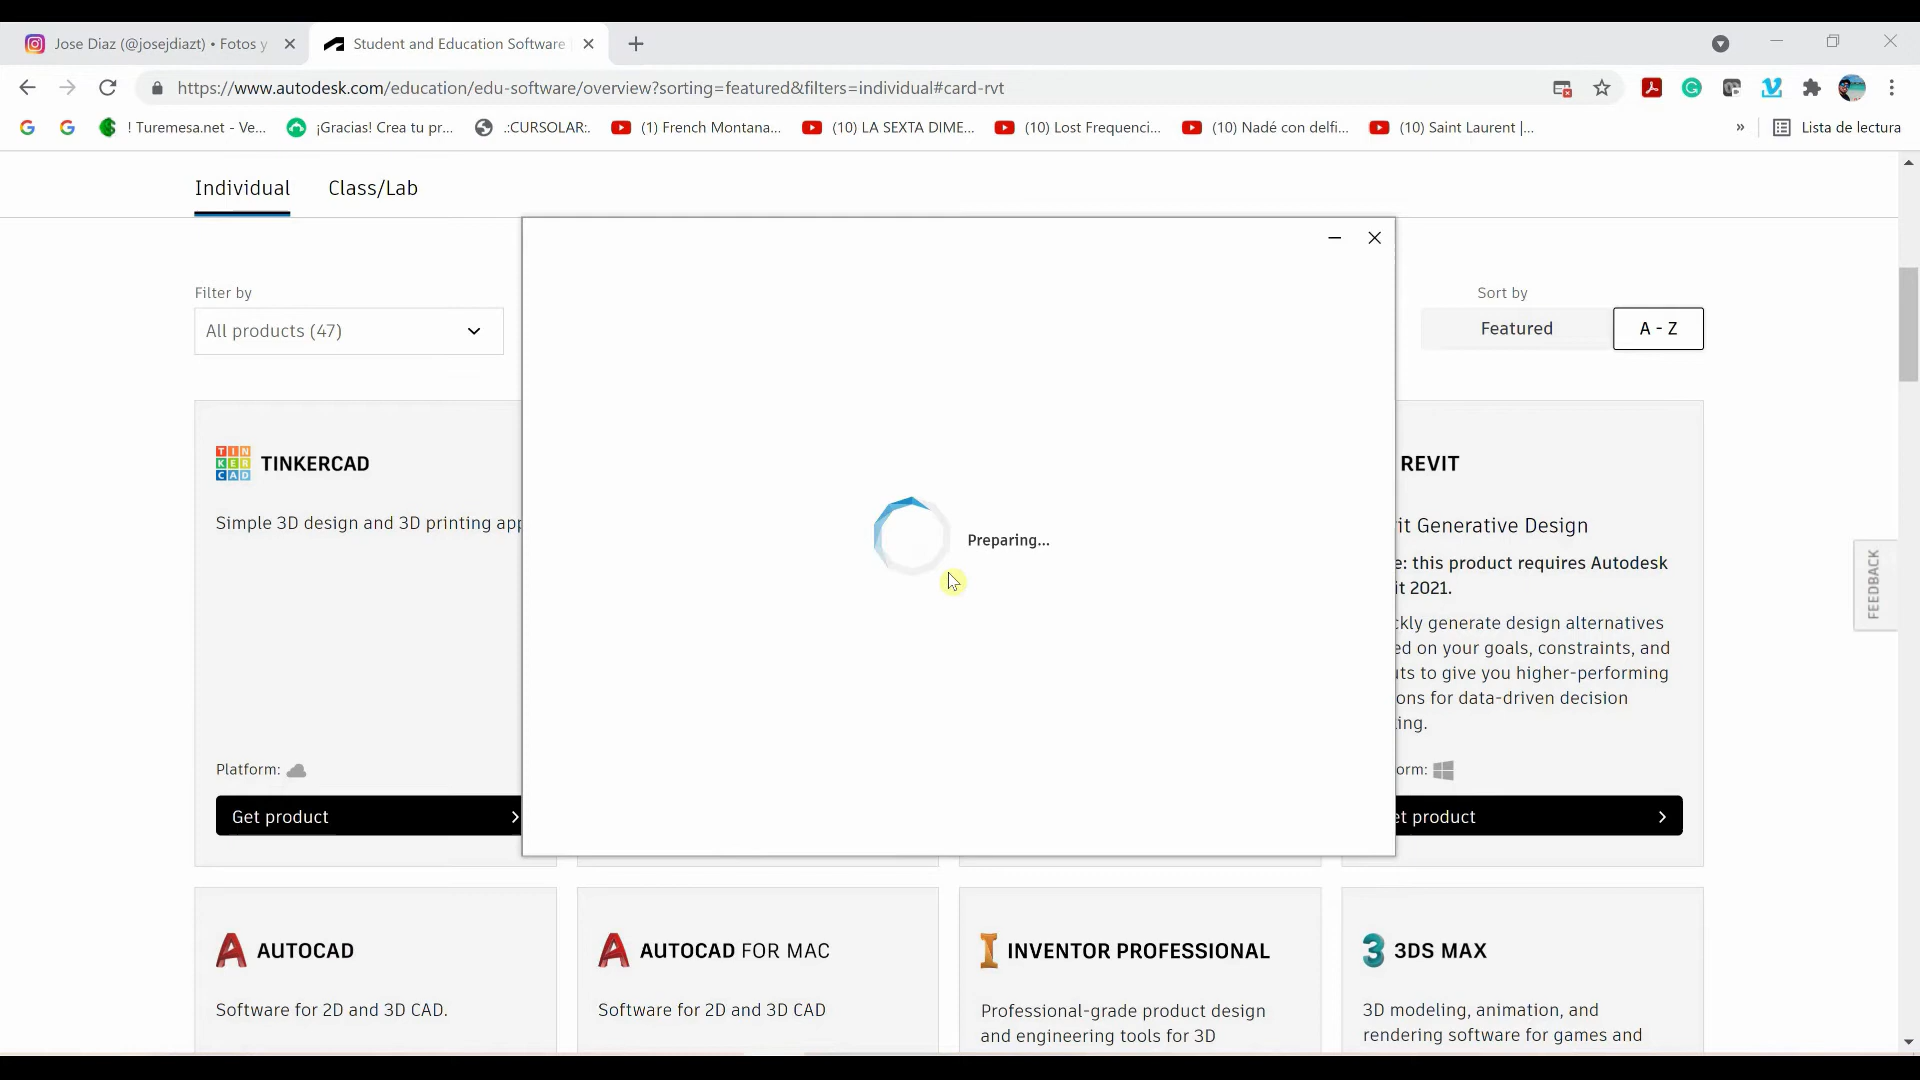 Jose Diaz (@josejdiazt) • Fotos y
Student and Education Software
https://www.autodesk.com/education/edu-software/overview?sorting=featured&filters=individual#card-rvt
! Turemesa.net - Ve...
¡Gracias! Crea tu pr...
.:CURSOLAR:.
(1) French Montana...
(10) LA SEXTA DIME...
(10) Lost Frequenci...
(10) Nadé con delfi...
(10) Saint Laurent |...
»
Lista de lectura
Individual
Class/Lab
Filter by
All products (47)
Sort by
Featured
A - Z
TINKERCAD
Simple 3D design and 3D printing app
Platform:
Get product
Preparing...
REVIT
it Generative Design
e: this product requires Autodesk
it 2021.
ckly generate design alternatives
ed on your goals, constraints, and
uts to give you higher-performing
ons for data-driven decision
ing.
orm:
et product
FEEDBACK
AUTOCAD
Software for 2D and 3D CAD.
AUTOCAD FOR MAC
Software for 2D and 3D CAD
INVENTOR PROFESSIONAL
Professional-grade product design
and engineering tools for 3D
3DS MAX
3D modeling, animation, and
rendering software for games and